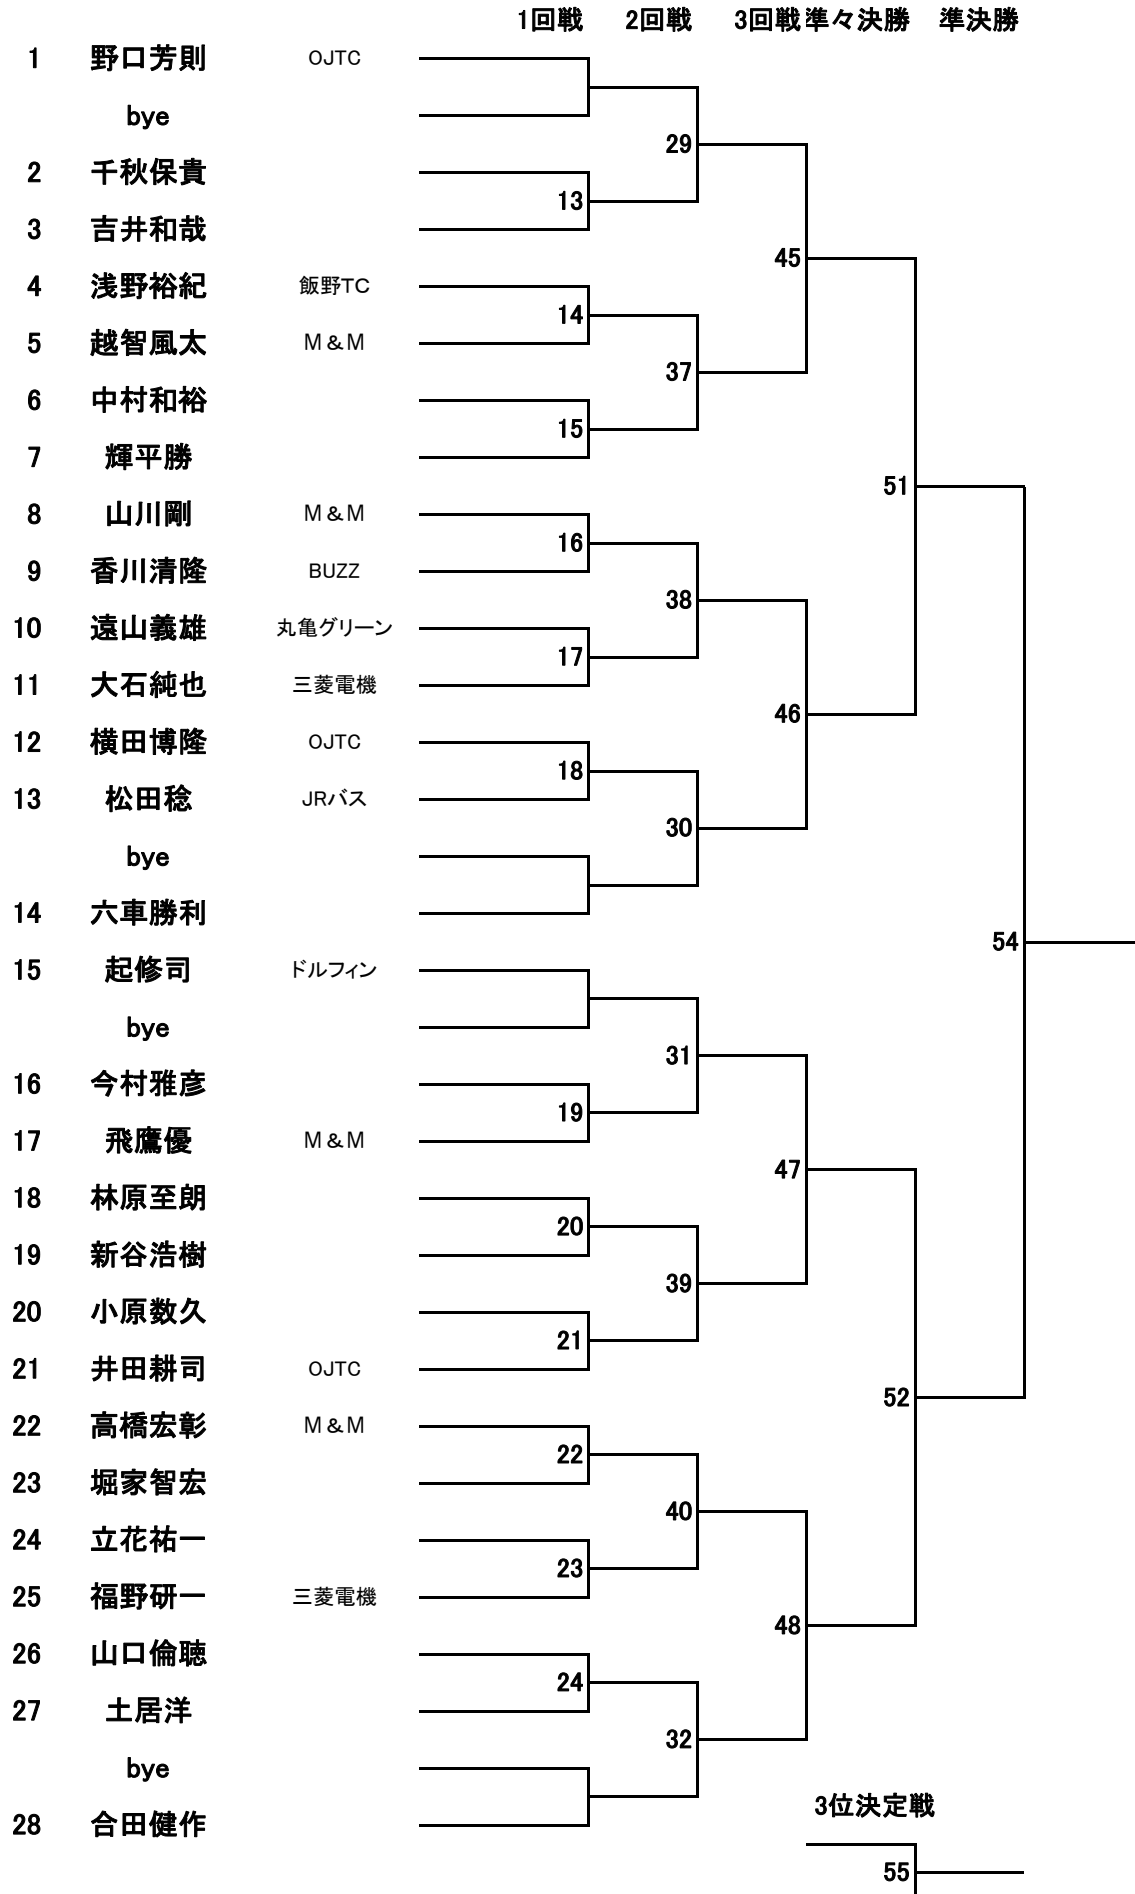 1回戦 2回戦 3回戦 準々決勝 準決勝
1 野口芳則 OJTC
bye
29
2 千秋保貴
13
3 吉井和哉
45
4 浅野裕紀 飯野TC
14
5 越智風太 M&M
37
6 中村和裕
15
7 輝平勝
51
8 山川剛 M&M
16
9 香川清隆 BUZZ
38
10 遠山義雄 丸亀グリーン
17
11 大石純也 三菱電機
46
12 横田博隆 OJTC
18
13 松田稔 JRバス
30
bye
14 六車勝利
54
15 起修司 ドルフィン
bye
31
16 今村雅彦
19
17 飛鷹優 M&M
47
18 林原至朗
20
19 新谷浩樹
39
20 小原数久
21
21 井田耕司 OJTC
52
22 高橋宏彰 M&M
22
23 堀家智宏
40
24 立花祐一
23
25 福野研一 三菱電機
48
26 山口倫聴
24
27 土居洋
32
bye
3位決定戦
28 合田健作
55